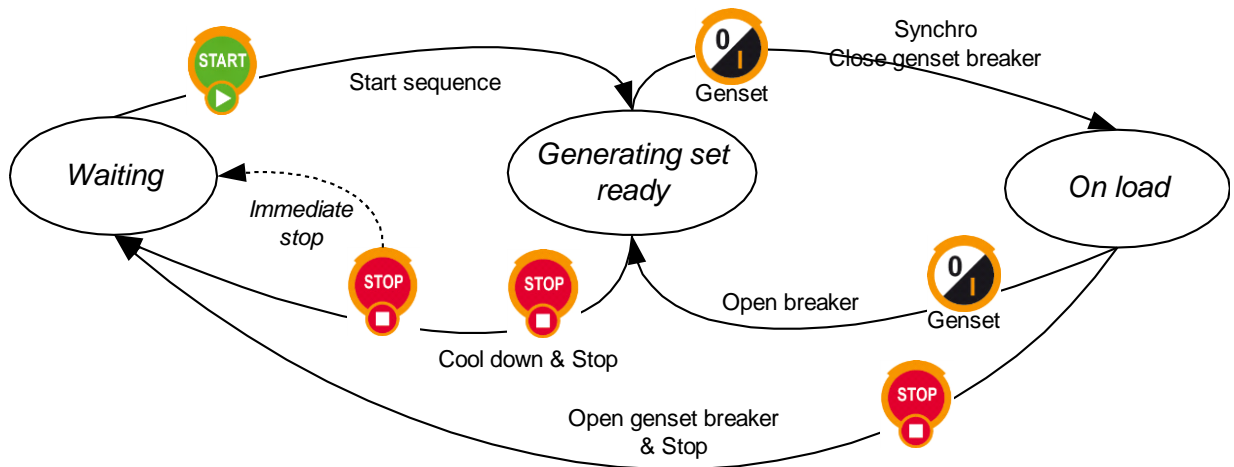 START
Start sequence
0
I
Genset
Synchro
Close genset breaker
Waiting
Generating set
ready
On load
Immediate
stop
STOP
STOP
Cool down & Stop
Open breaker
0
I
Genset
STOP
Open genset breaker
& Stop